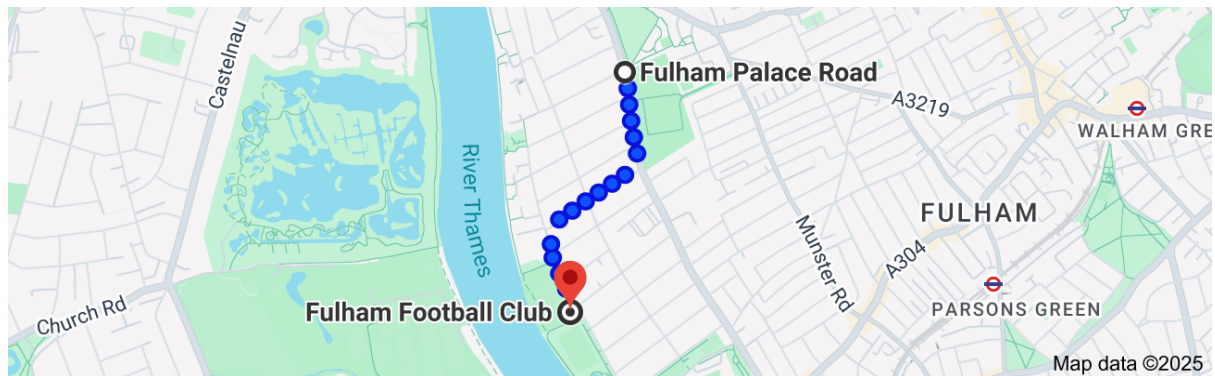 Castelnau
Fulham Palace Road
A3219
WALHAM GRE
River Thames
FULHAM
Munster Rd
A304
Fulham Football Club
Church Rd
PARSONS GREEN
Map data ©2025